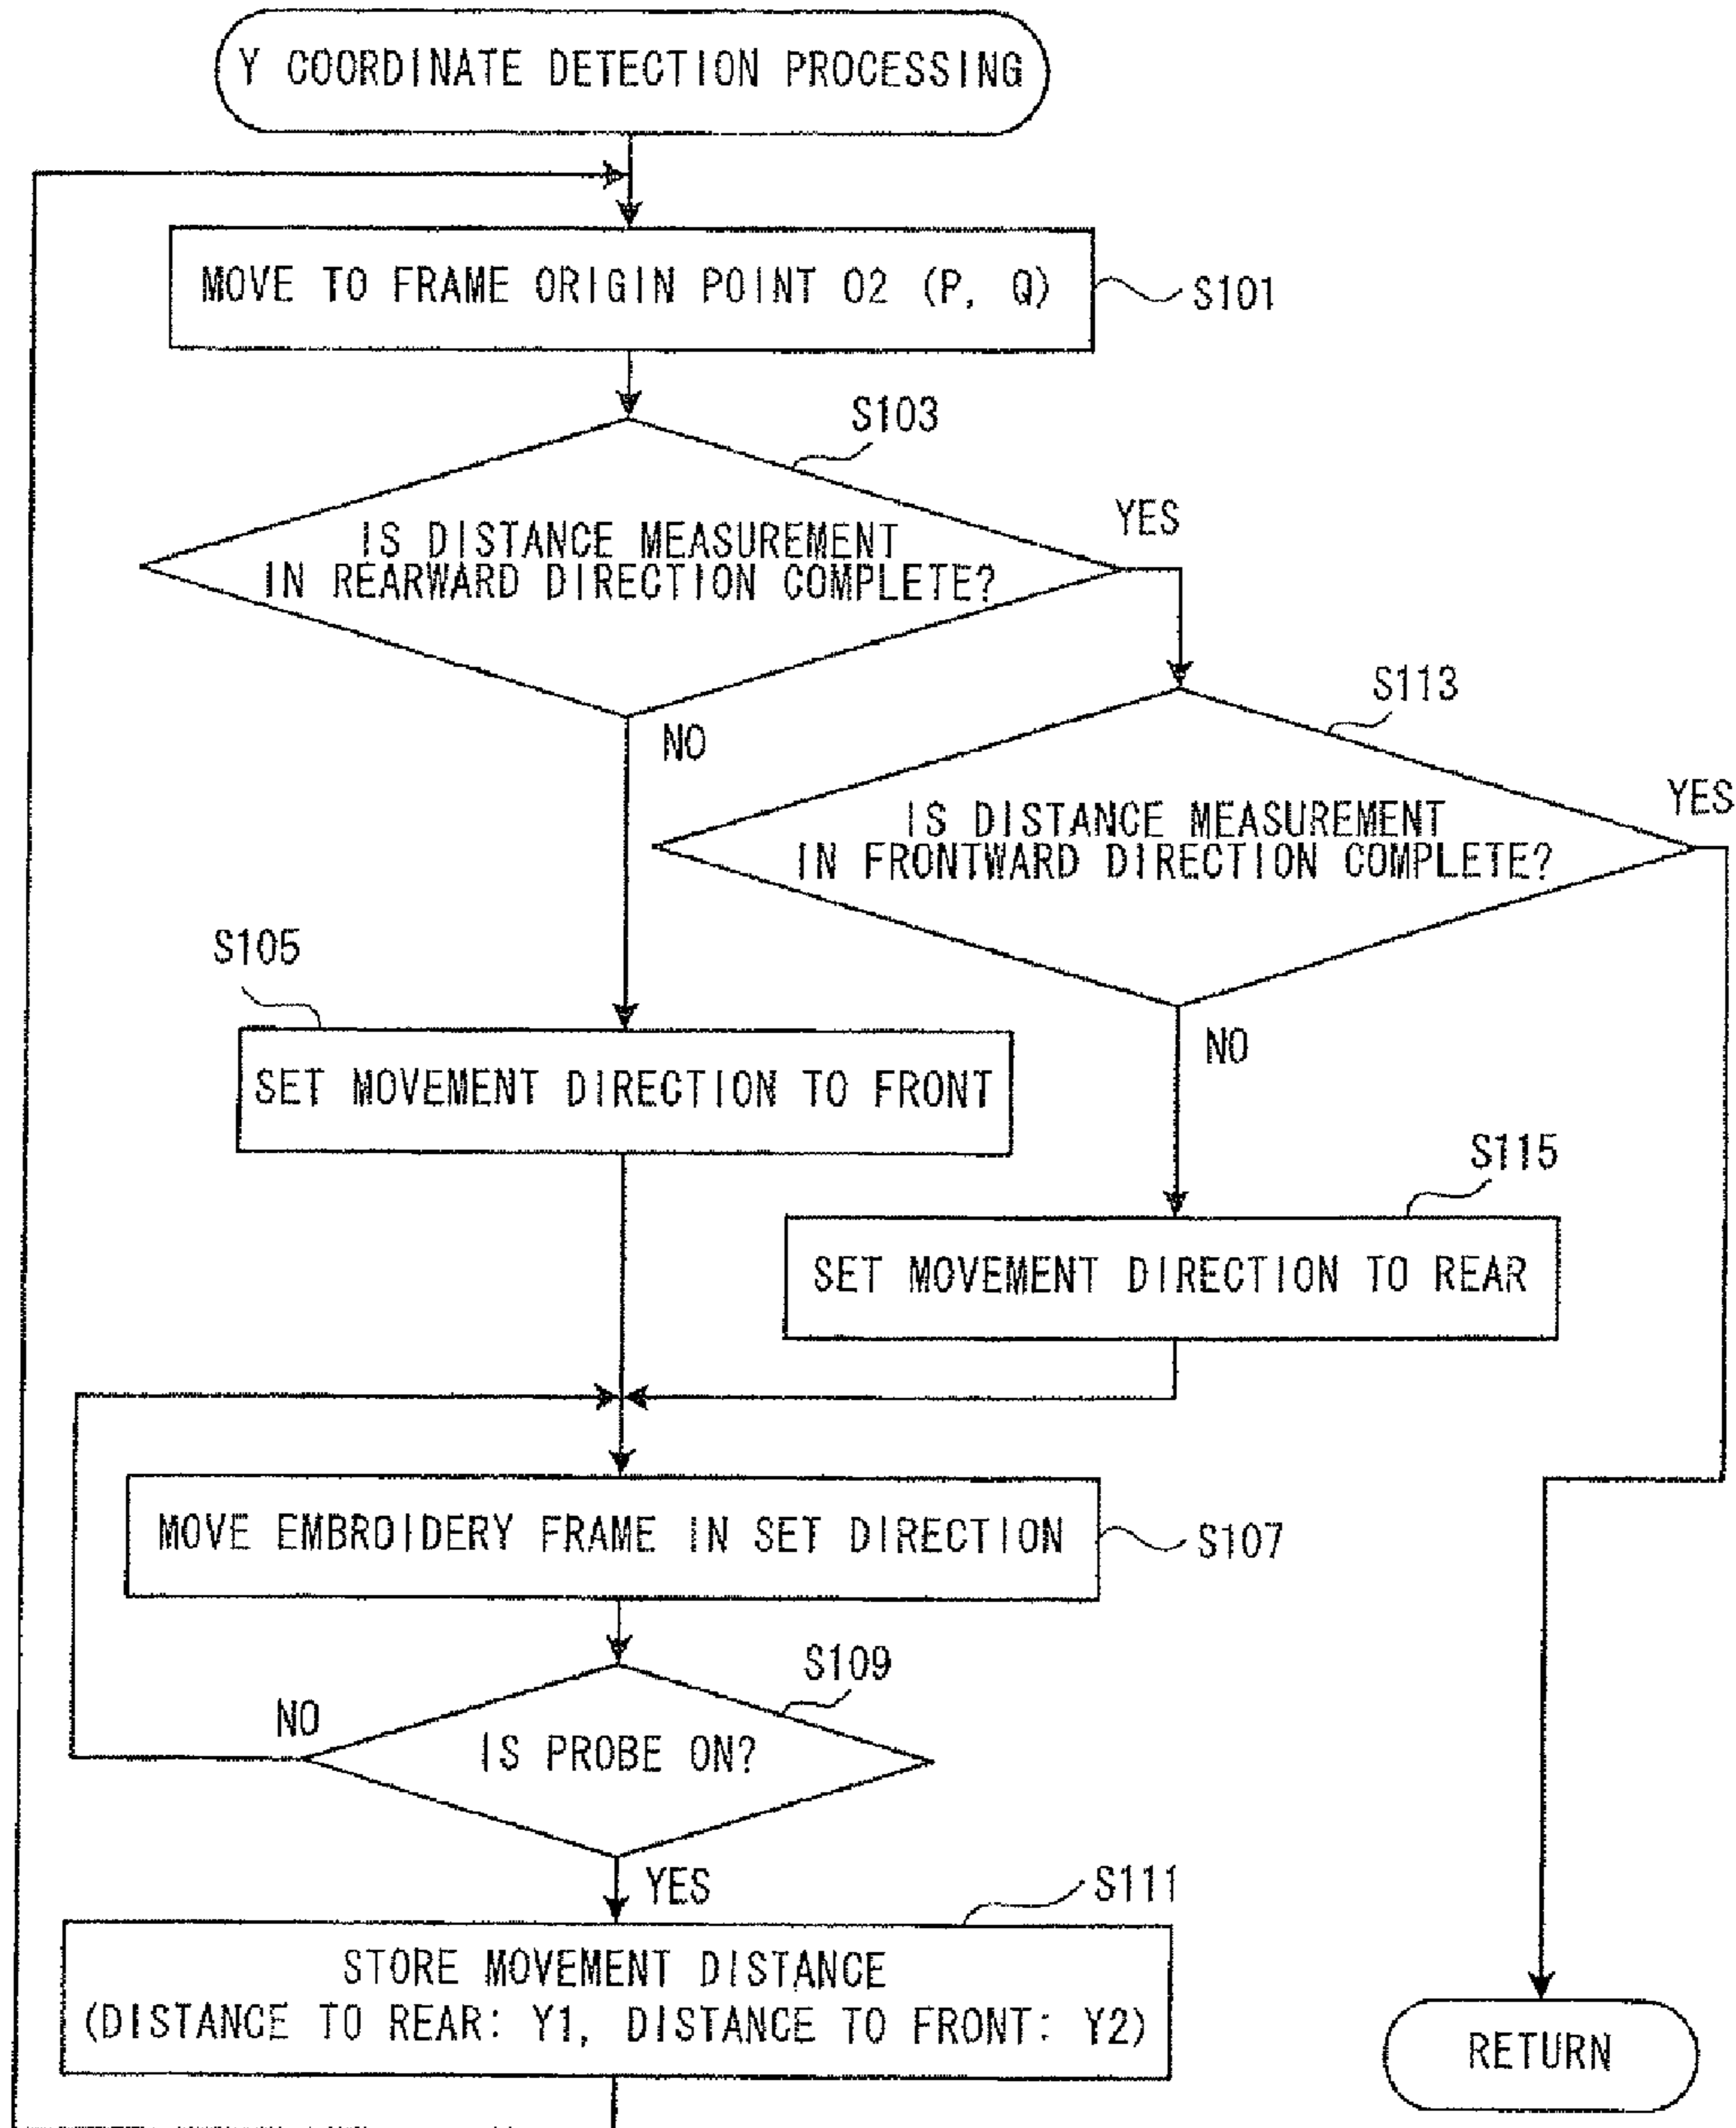 Y COORDINATE DETECTION PROCESSING
MOVE TO FRAME ORIGIN POINT O2 (P, Q)
S101
S103
IS DISTANCE MEASUREMENT
IN REARWARD DIRECTION COMPLETE?
YES
NO
S113
IS DISTANCE MEASUREMENT
IN FRONTWARD DIRECTION COMPLETE?
YES
NO
S105
SET MOVEMENT DIRECTION TO FRONT
S115
SET MOVEMENT DIRECTION TO REAR
MOVE EMBROIDERY FRAME IN SET DIRECTION
S107
S109
IS PROBE ON?
NO
YES
S111
STORE MOVEMENT DISTANCE
(DISTANCE TO REAR: Y1, DISTANCE TO FRONT: Y2)
RETURN